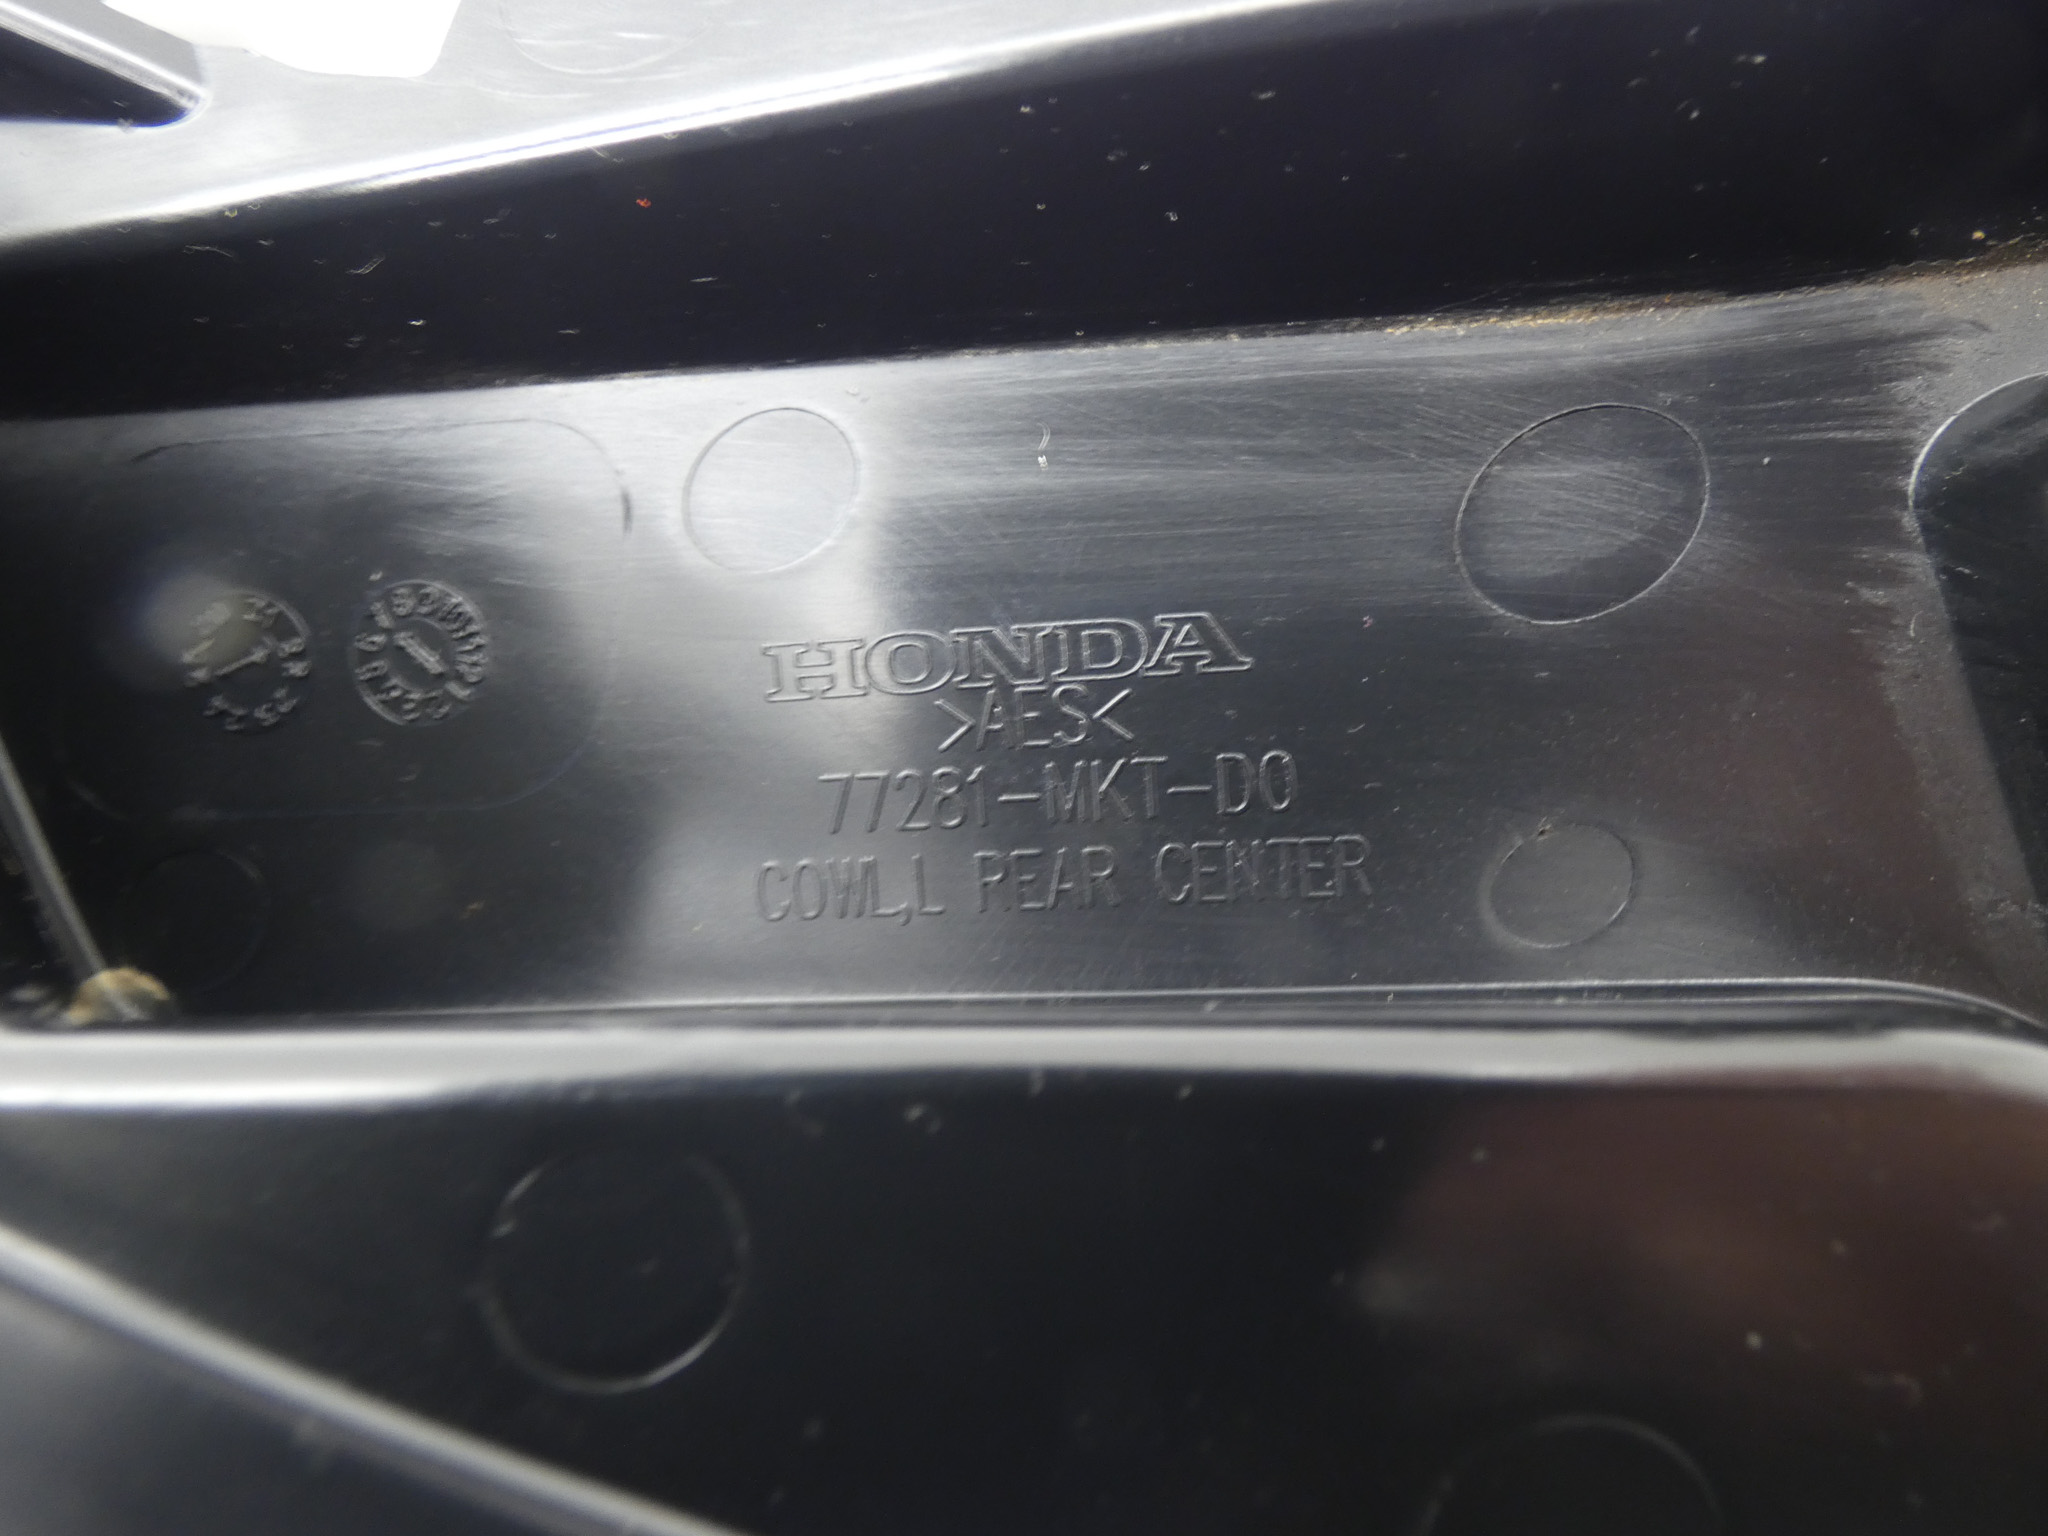 HONDA
>AES<
77281-MKT-D0
COWL,L REAR CENTER